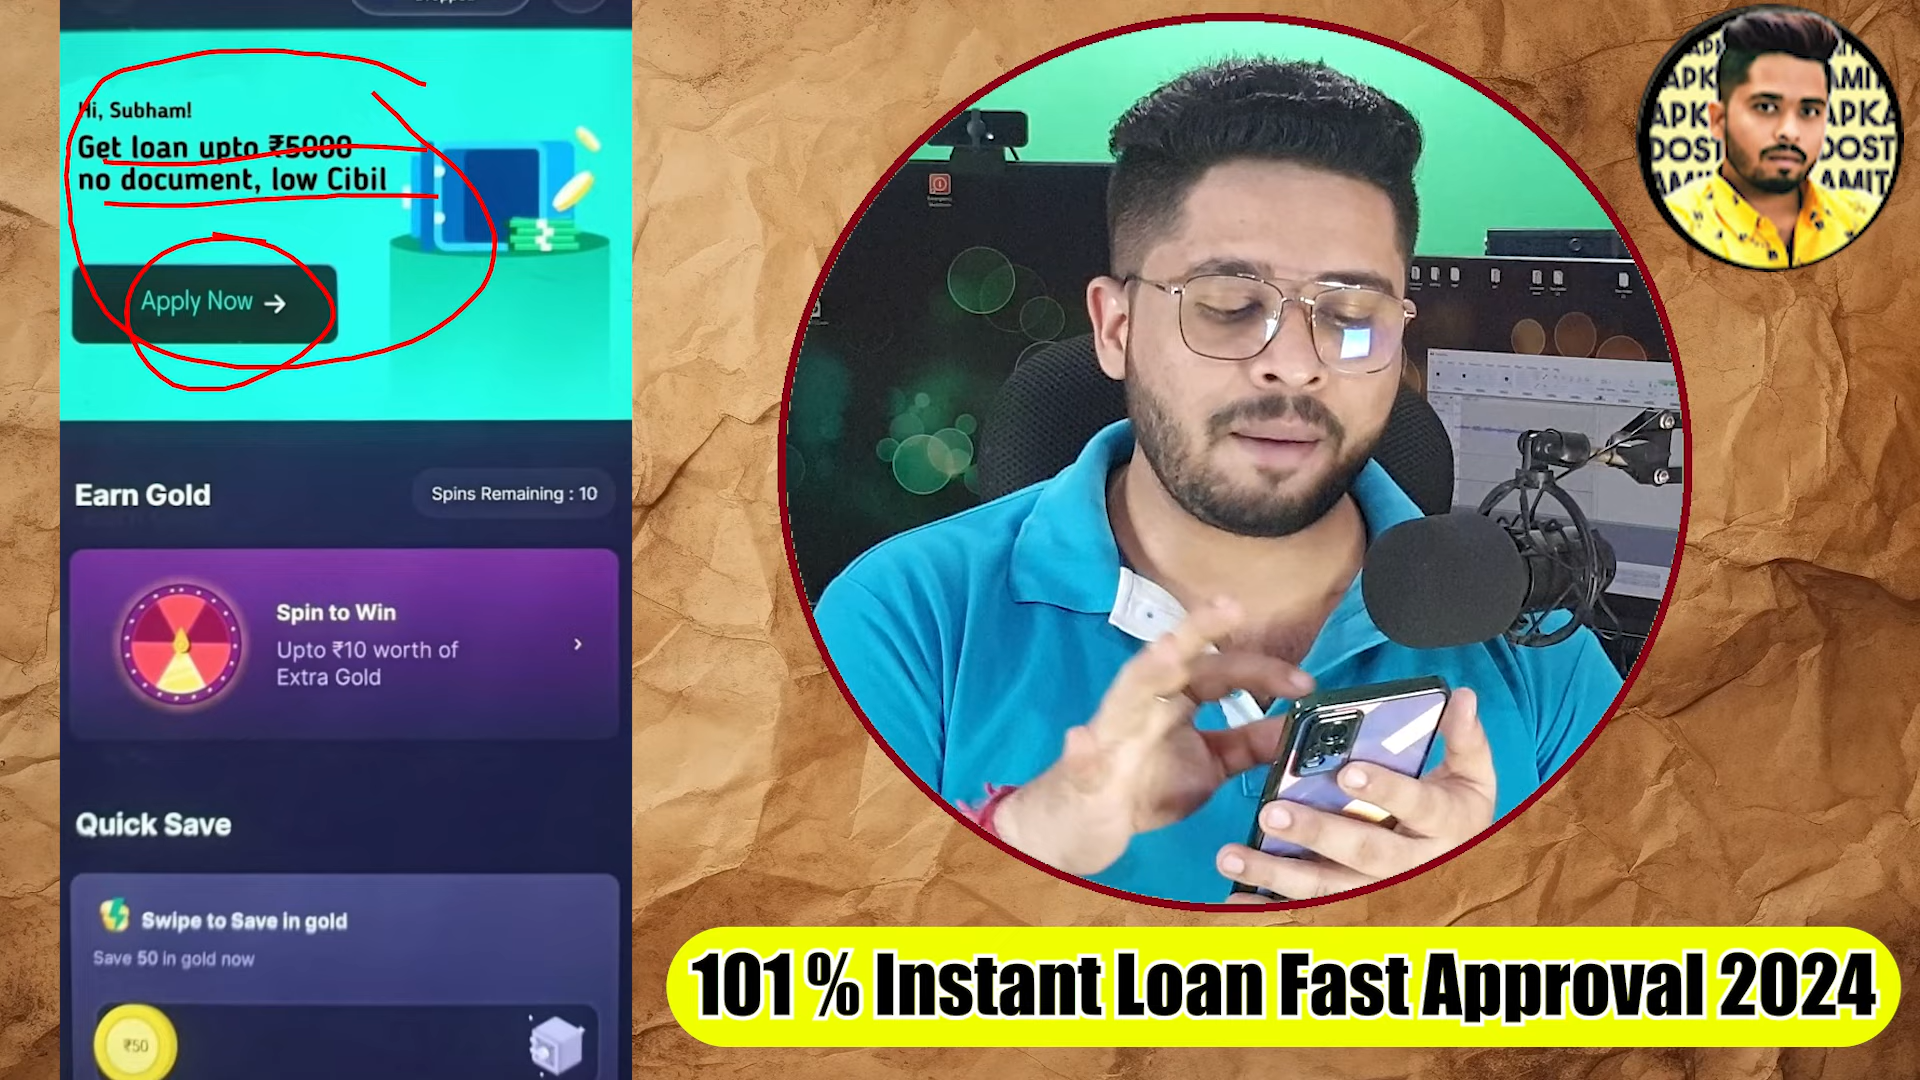 Hi, Subham!
Get loan upto ₹5000
no document, low Cibil
Apply Now →
Earn Gold
Spins Remaining : 10
Spin to Win
Upto ₹10 worth of
Extra Gold
Quick Save
Swipe to Save in gold
Save 50 in gold now
₹50
APKA
DOST
AMIT
101 % Instant Loan Fast Approval 2024